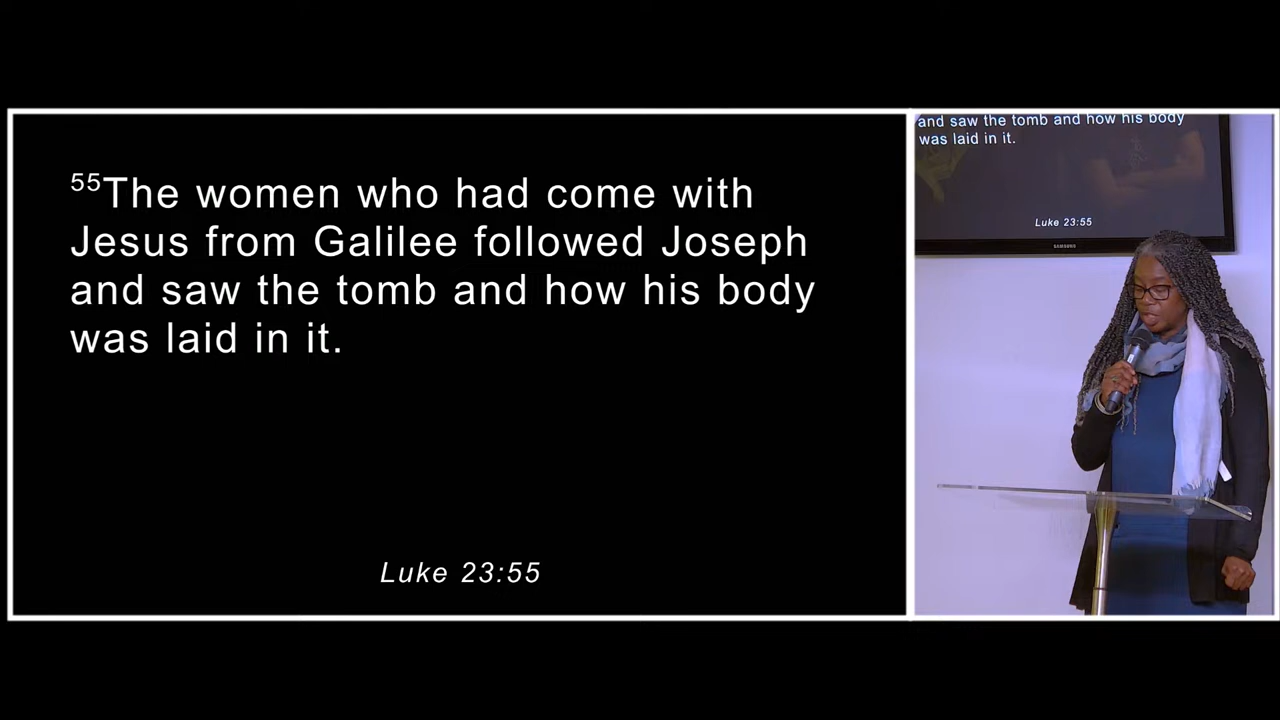 ⁵⁵The women who had come with
Jesus from Galilee followed Joseph
and saw the tomb and how his body
was laid in it.
Luke 23:55
and saw the tomb and how his body
was laid in it.
Luke 23:55
SAMSUNG